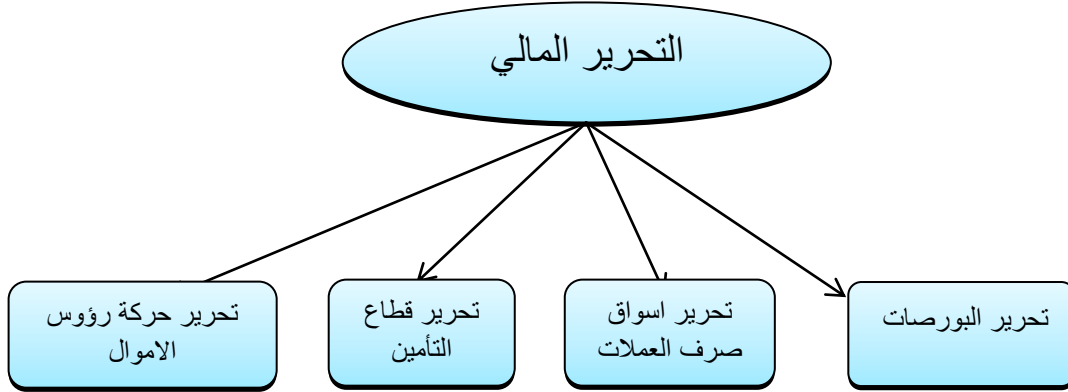 التحرير المالي
تحرير البورصات
تحرير اسواق
صرف العملات
تحرير قطاع
التأمين
تحرير حركة رؤوس
الاموال